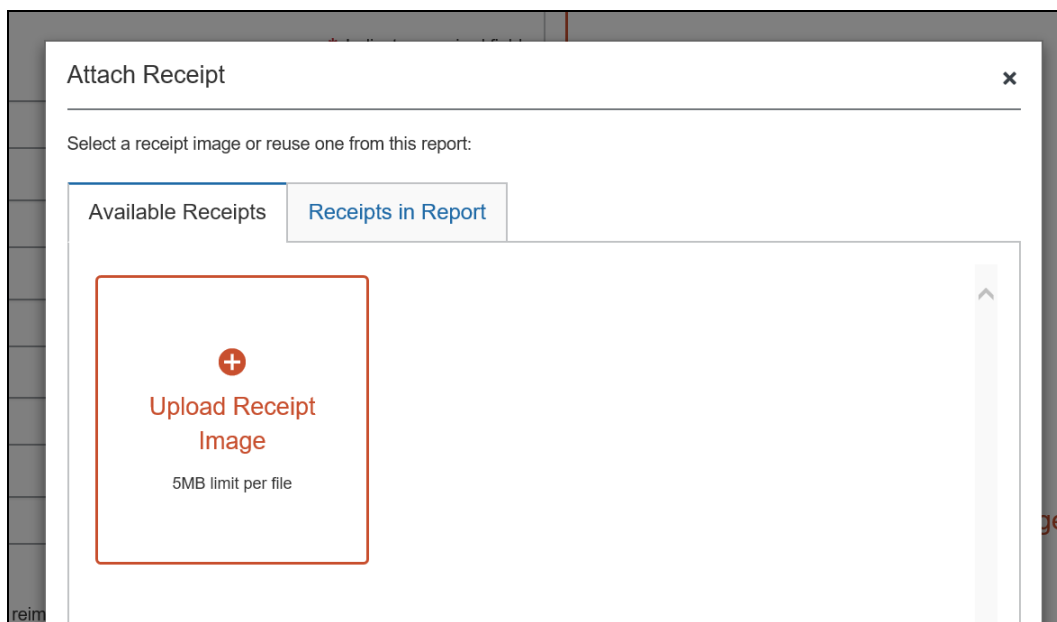 Attach Receipt
Select a receipt image or reuse one from this report:
Available Receipts
Receipts in Report
Upload Receipt
Image
5MB limit per file
reim